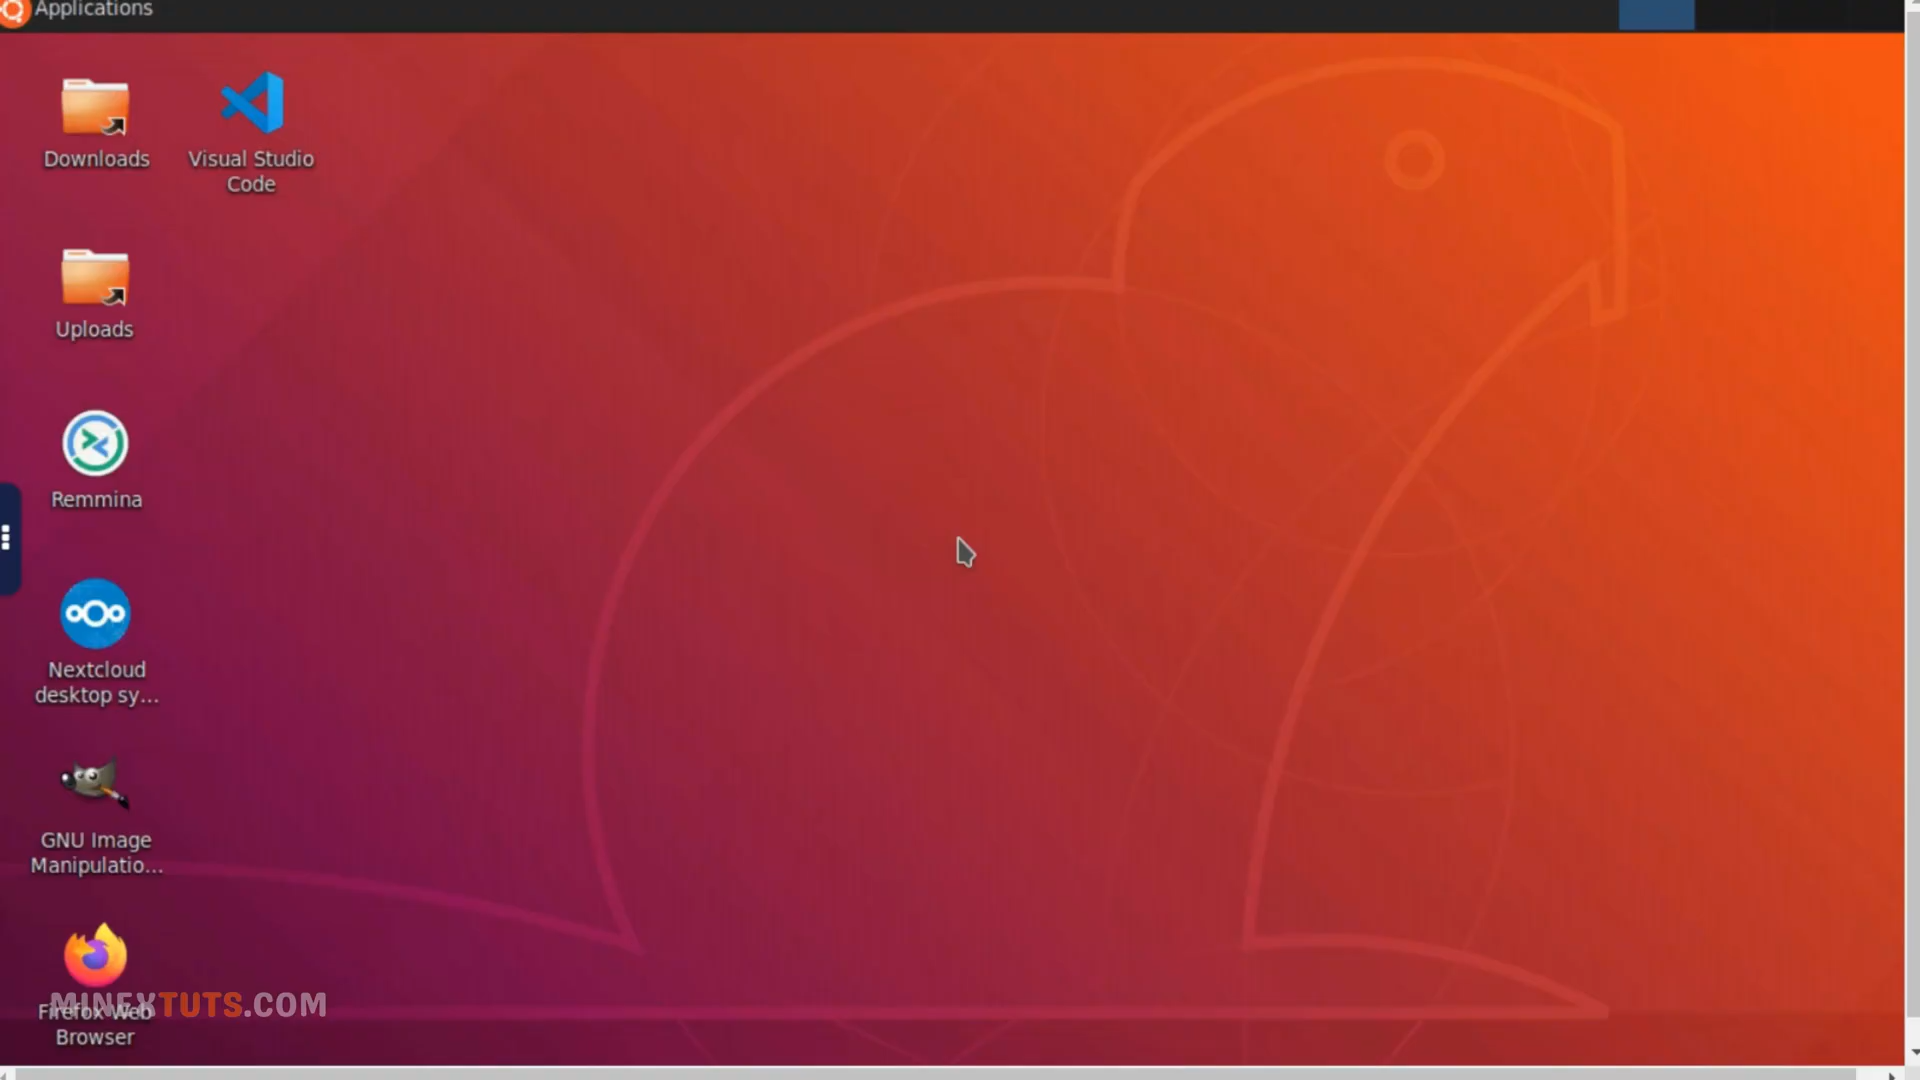 Applications
Downloads
Visual Studio
Code
Uploads
Remmina
Nextcloud
desktop sy...
GNU Image
Manipulatio...
MINEXTUTS.COM
Firefox Web
Browser